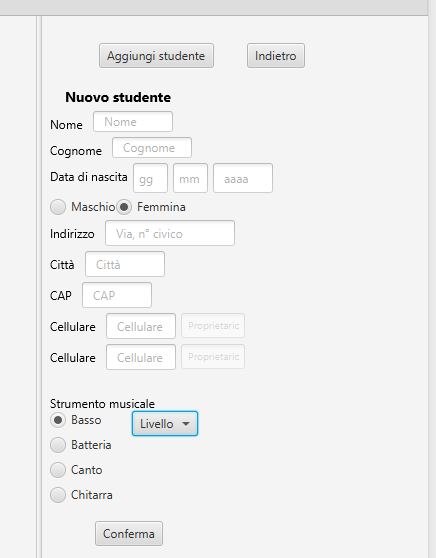 Aggiungi studente Indietro
Nuovo studente
Nome Nome
Cognome Cognome
Data di nascita gg mm aaaa
Maschio Femmina
Indirizzo Via, n° civico
Città Città
CAP CAP
Cellulare Cellulare Proprietaric
Cellulare Cellulare Proprietaric
Strumento musicale
Basso Livello
Batteria
Canto
Chitarra
Conferma